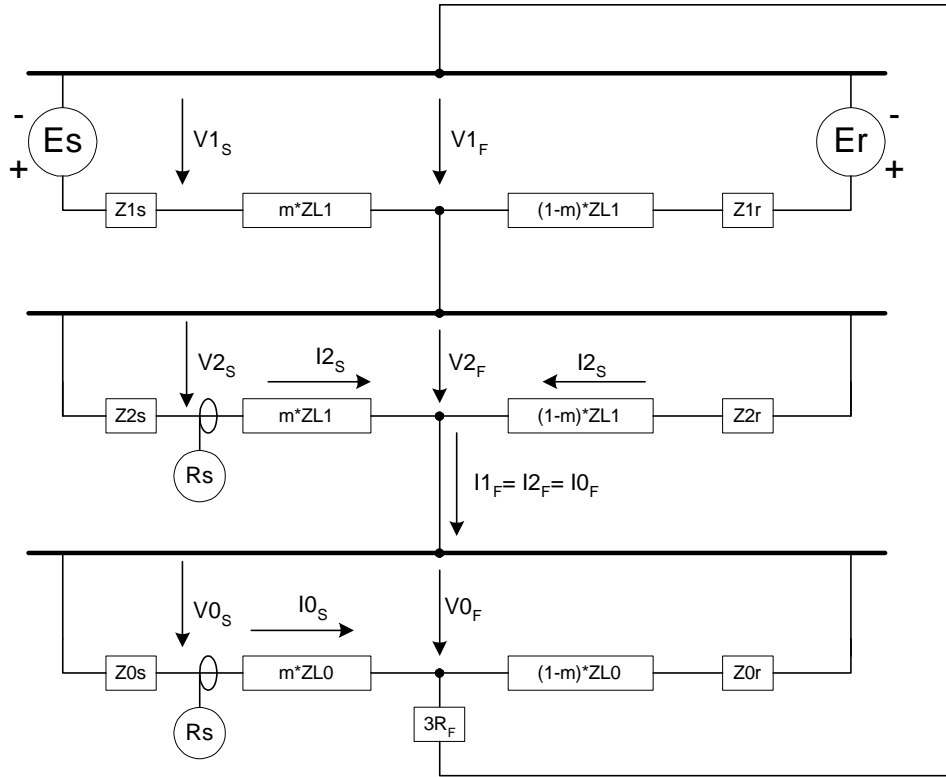 - -
Es V1S V1F Er
+ +
Z1s m*ZL1 (1-m)*ZL1 Z1r
V2S I2S V2F I2S
Z2s m*ZL1 (1-m)*ZL1 Z2r
Rs
I1F= I2F= I0F
V0S I0S V0F
Z0s m*ZL0 (1-m)*ZL0 Z0r
Rs 3RF